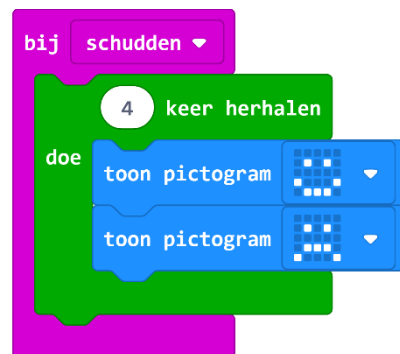 bij schudden
4 keer herhalen
doe
toon pictogram
toon pictogram